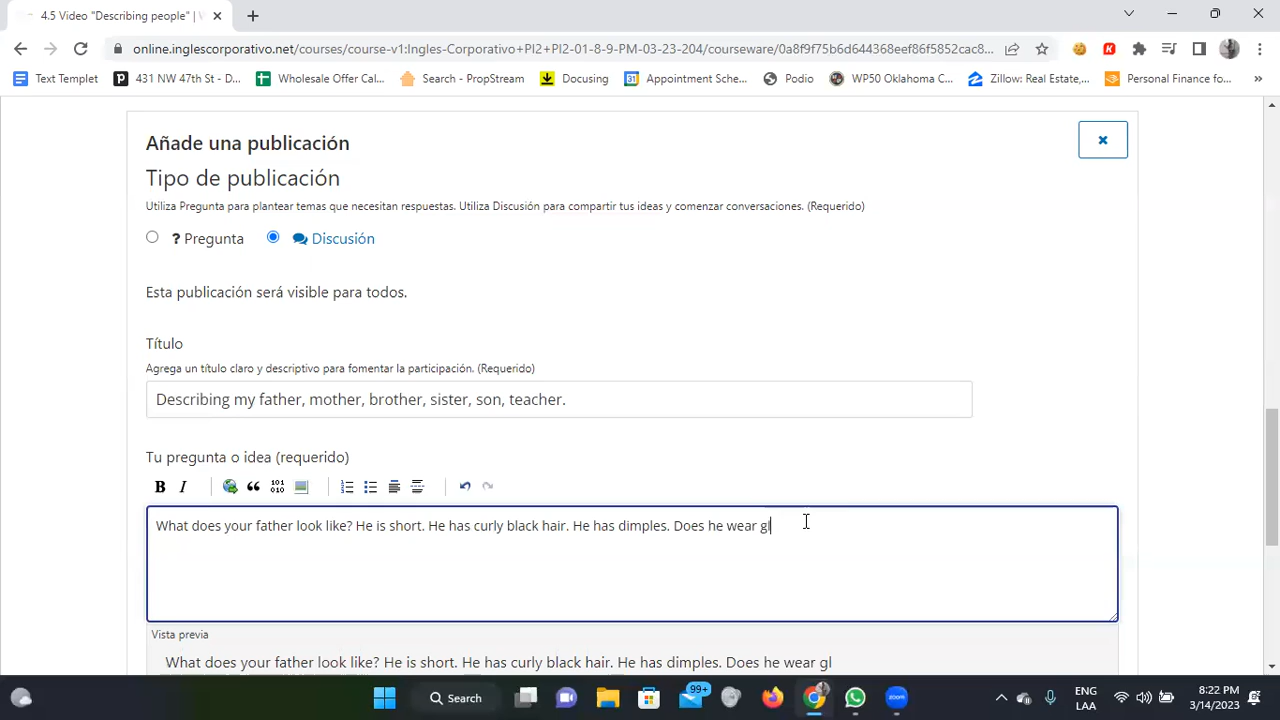 4.5 Video "Describing people" |
online.inglescorporativo.net/courses/course-v1:Ingles-Corporativo+PI2+PI2-01-8-9-PM-03-23-204/courseware/0a8f9f75b6d644368eef86f5852cac8...
Text Templet 431 NW 47th St - D... Wholesale Offer Cal... Search - PropStream Docusing Appointment Sche... Podio WP50 Oklahoma C... Zillow: Real Estate,... Personal Finance fo... »
Añade una publicación
Tipo de publicación
Utiliza Pregunta para plantear temas que necesitan respuestas. Utiliza Discusión para compartir tus ideas y comenzar conversaciones. (Requerido)
? Pregunta Discusión
Esta publicación será visible para todos.
Título
Agrega un título claro y descriptivo para fomentar la participación. (Requerido)
Describing my father, mother, brother, sister, son, teacher.
Tu pregunta o idea (requerido)
B I
What does your father look like? He is short. He has curly black hair. He has dimples. Does he wear gl
Vista previa
What does your father look like? He is short. He has curly black hair. He has dimples. Does he wear gl
Search 99+ ENG 8:22 PM
LAA 3/14/2023